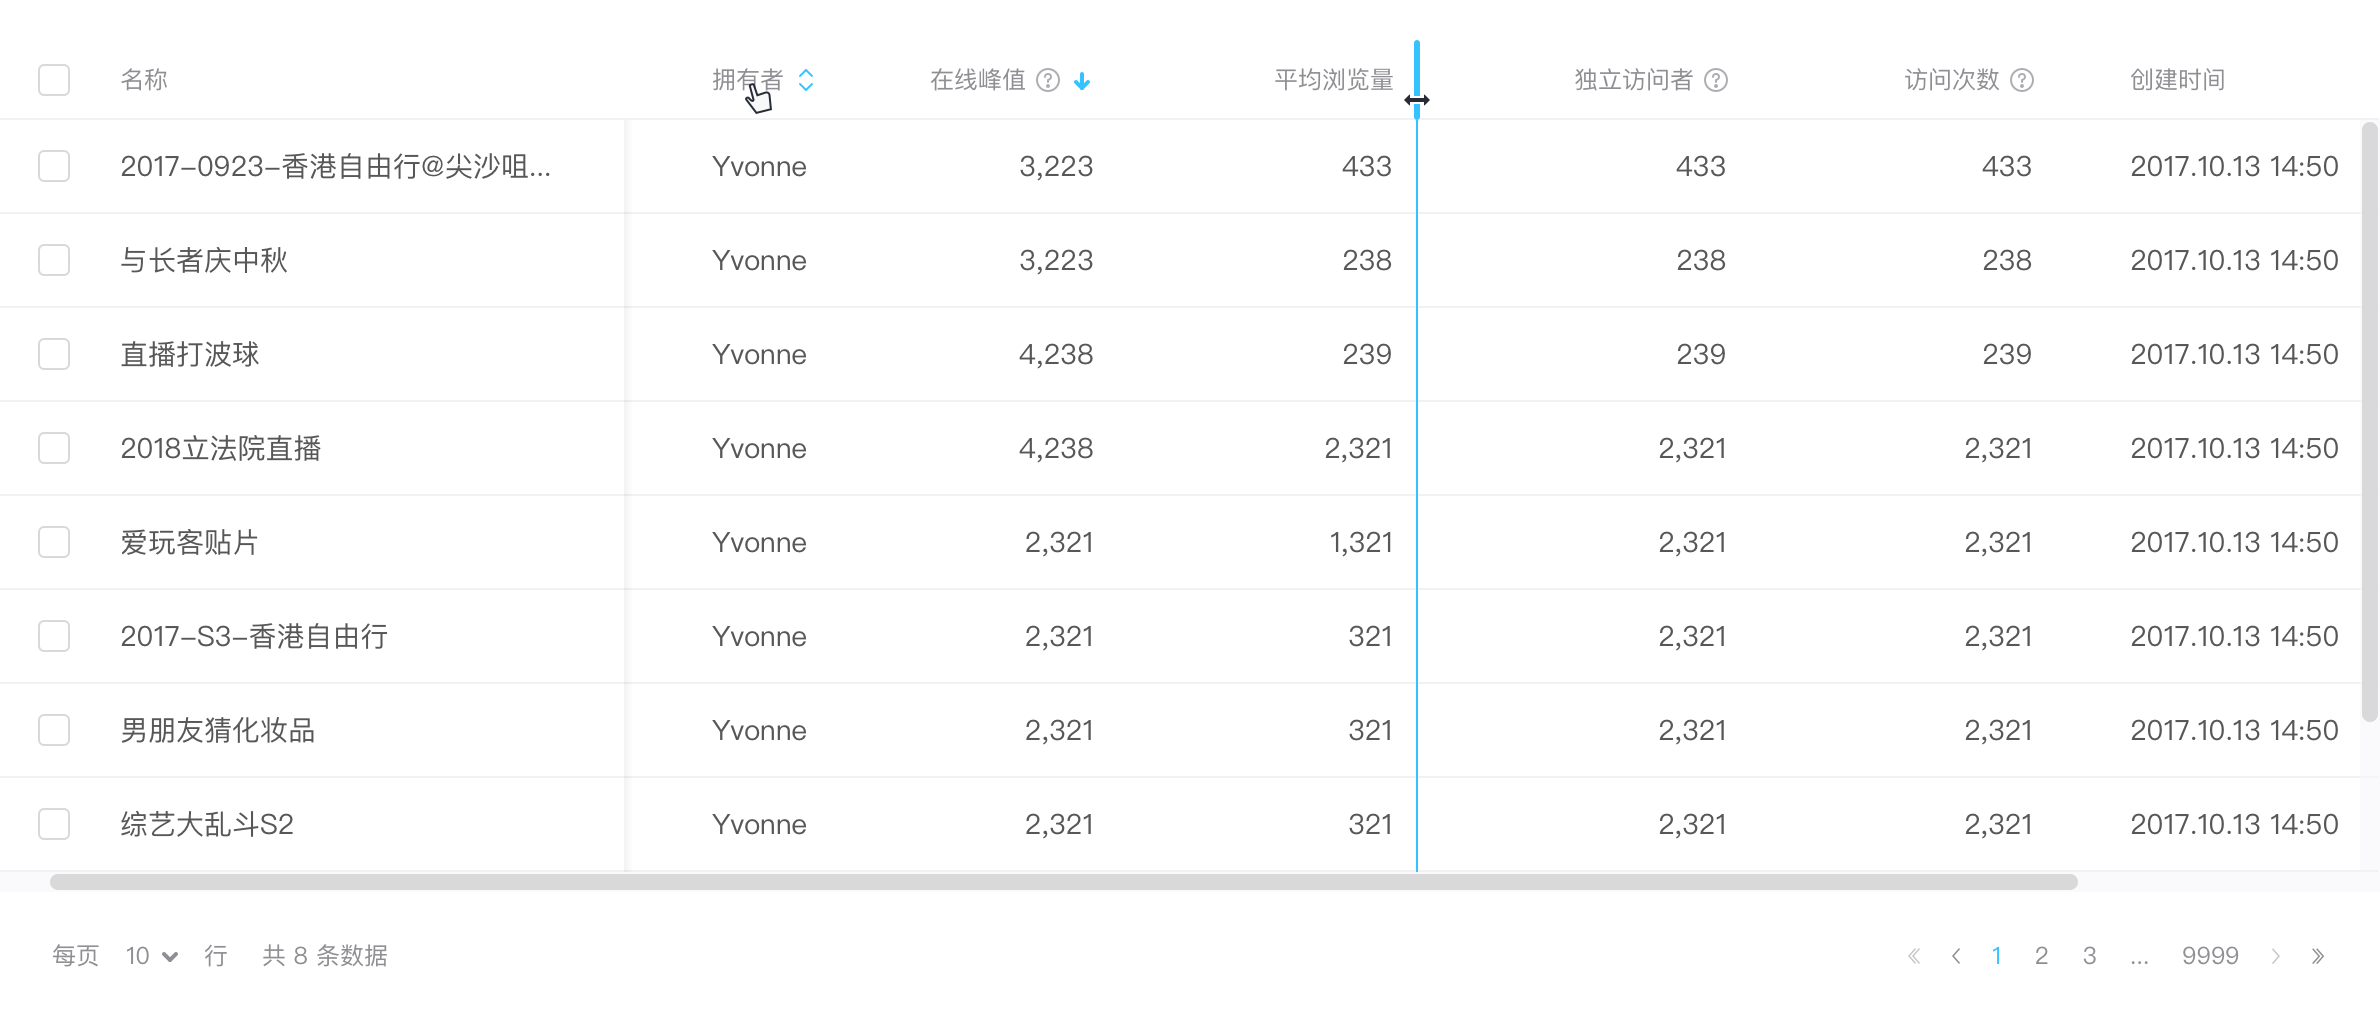 名称 拥有者 在线峰值 ? 平均浏览量 独立访问者 ? 访问次数 ? 创建时间
2017-0923-香港自由行@尖沙咀... Yvonne 3,223 433 433 433 2017.10.13 14:50
与长者庆中秋 Yvonne 3,223 238 238 238 2017.10.13 14:50
直播打波球 Yvonne 4,238 239 239 239 2017.10.13 14:50
2018立法院直播 Yvonne 4,238 2,321 2,321 2,321 2017.10.13 14:50
爱玩客贴片 Yvonne 2,321 1,321 2,321 2,321 2017.10.13 14:50
2017-S3-香港自由行 Yvonne 2,321 321 2,321 2,321 2017.10.13 14:50
男朋友猜化妆品 Yvonne 2,321 321 2,321 2,321 2017.10.13 14:50
综艺大乱斗S2 Yvonne 2,321 321 2,321 2,321 2017.10.13 14:50
每页 10 行 共 8 条数据 « ‹ 1 2 3 ... 9999 › »